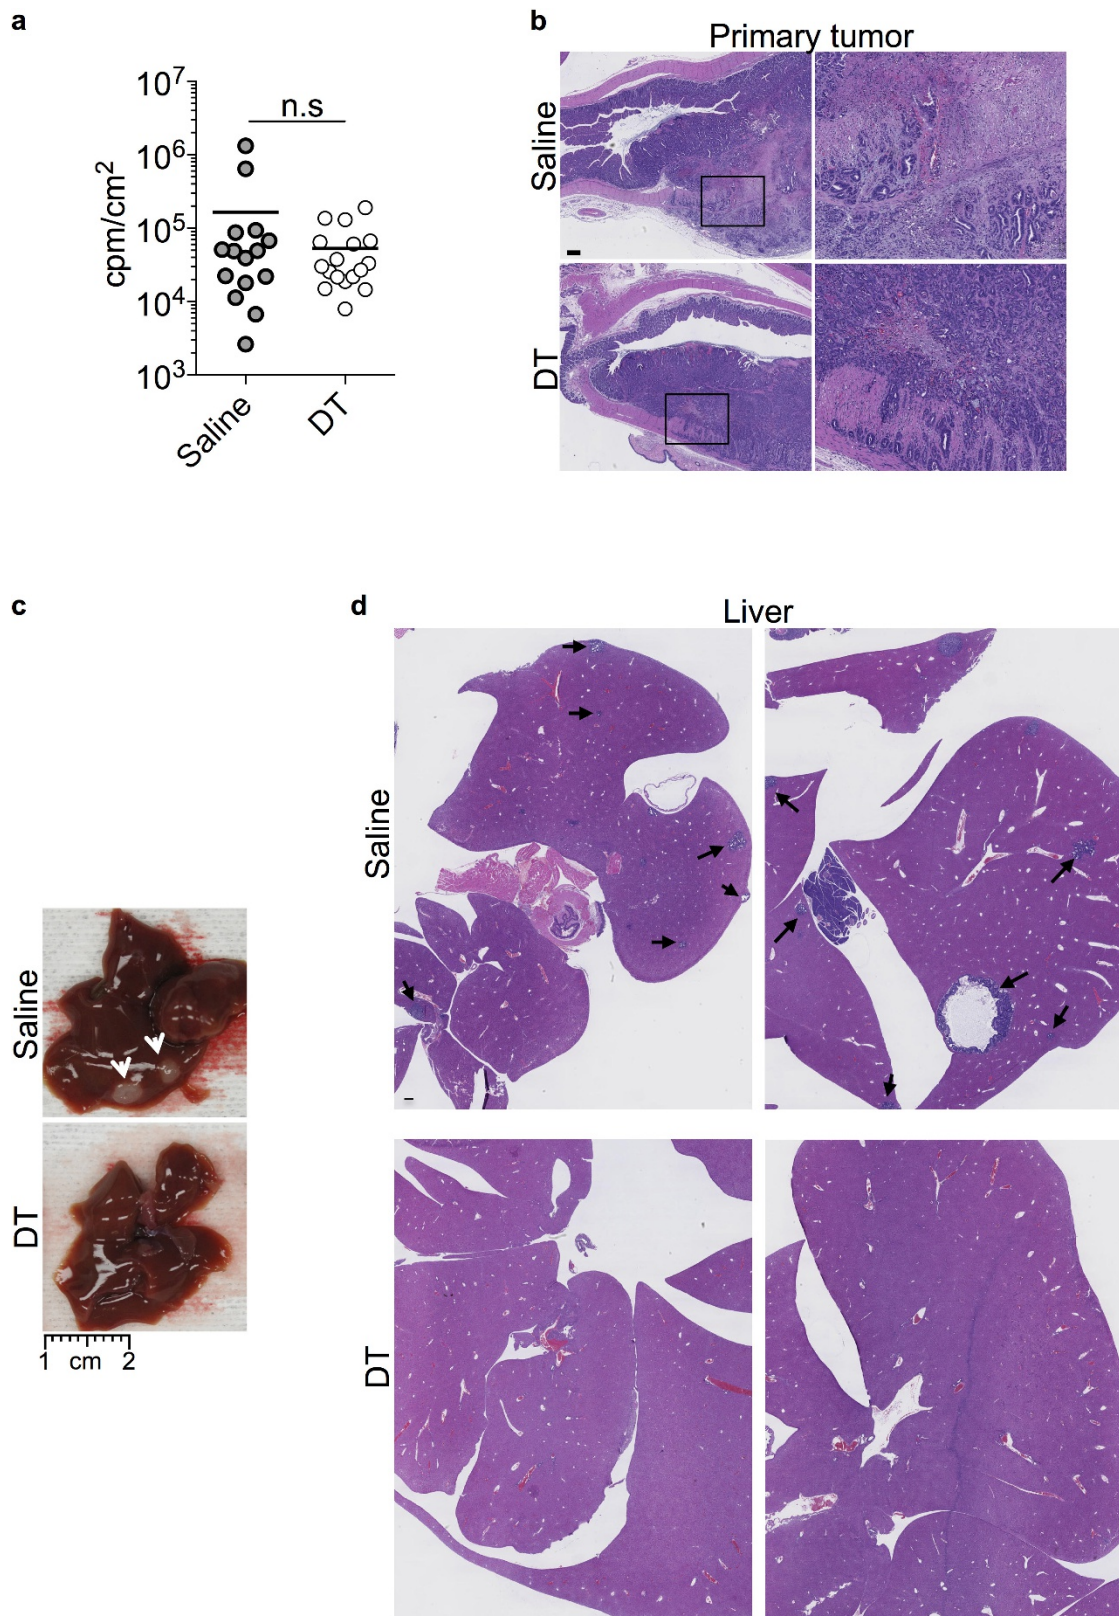 a
n.s
cpm/cm²
10⁷
10⁶
10⁵
10⁴
10³
Saline
DT
b
Primary tumor
Saline
DT
c
Saline
DT
1 2
cm
d
Liver
Saline
DT